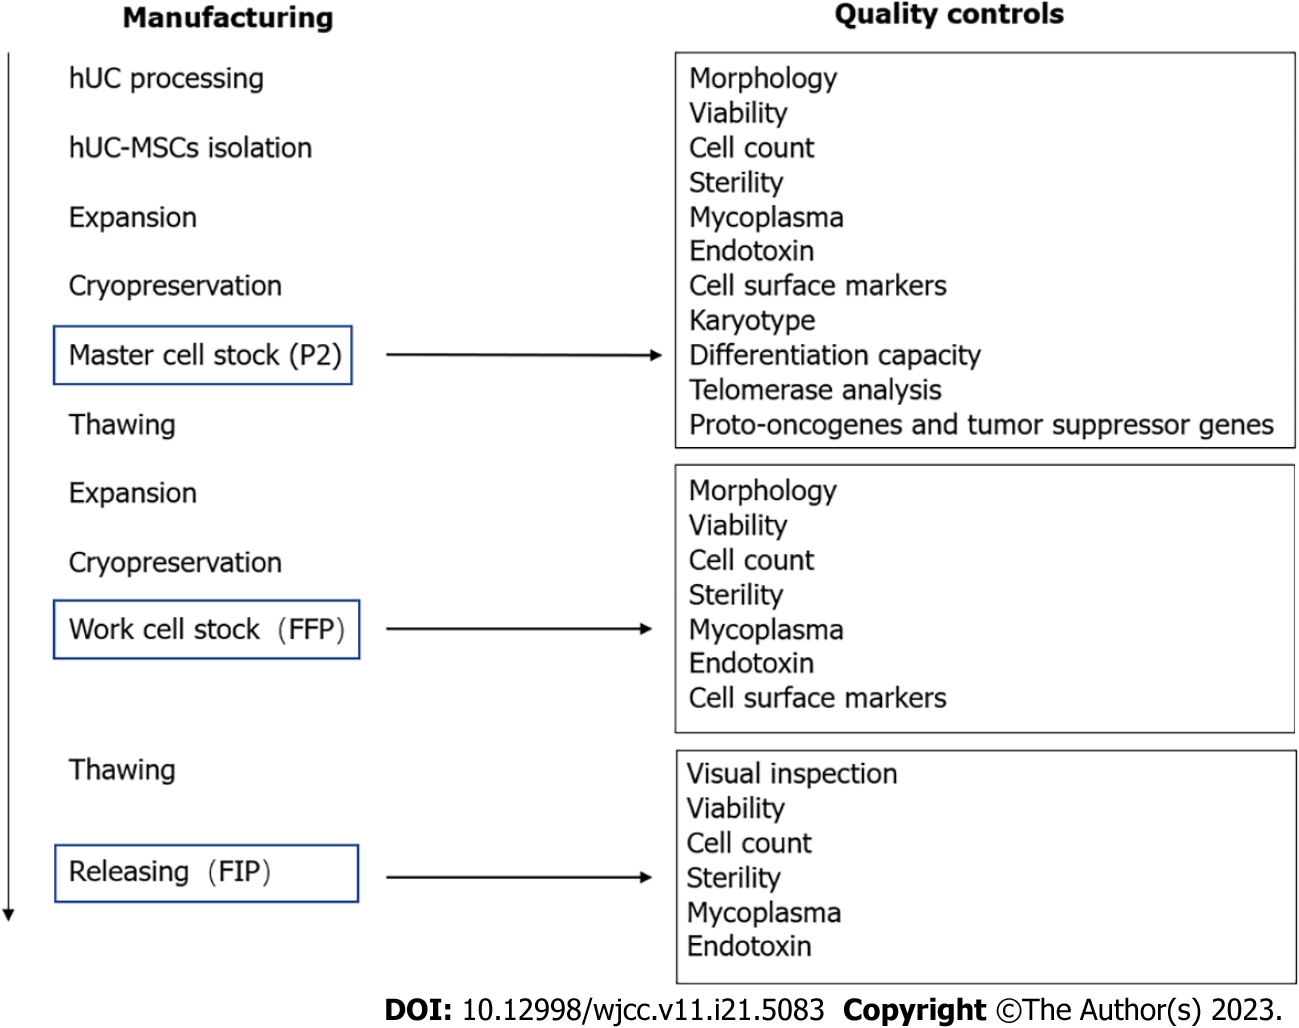 Manufacturing
hUC processing
hUC-MSCs isolation
Expansion
Cryopreservation
Master cell stock (P2)
Thawing
Expansion
Cryopreservation
Work cell stock（FFP）
Thawing
Releasing（FIP）
Quality controls
Morphology
Viability
Cell count
Sterility
Mycoplasma
Endotoxin
Cell surface markers
Karyotype
Differentiation capacity
Telomerase analysis
Proto-oncogenes and tumor suppressor genes
Morphology
Viability
Cell count
Sterility
Mycoplasma
Endotoxin
Cell surface markers
Visual inspection
Viability
Cell count
Sterility
Mycoplasma
Endotoxin
DOI: 10.12998/wjcc.v11.i21.5083 Copyright ©The Author(s) 2023.